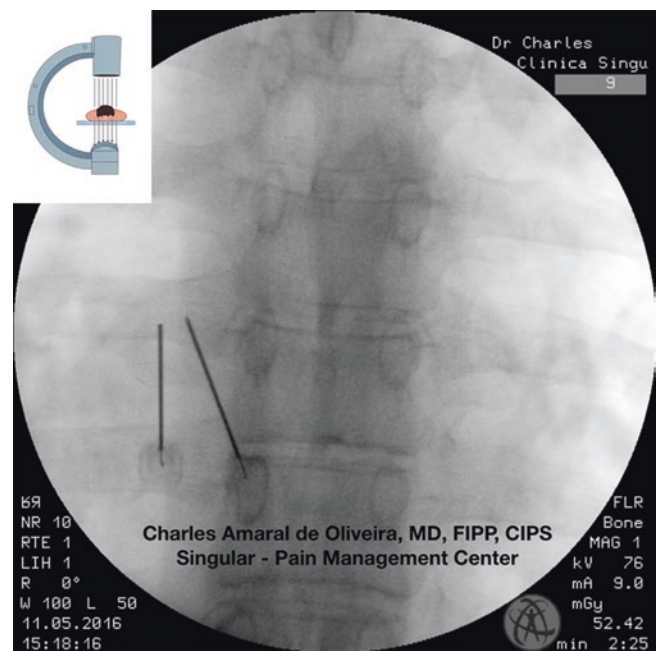 Dr Charles
Clinica Singu
9
NR 10
RTE 1
LIH 1
R 0°
W 100 L 50
11.05.2016
15:18:16
Charles Amaral de Oliveira, MD, FIPP, CIPS
Singular - Pain Management Center
FLR
Bone
MAG 1
kV 76
mA 9.0
mGy
52.42
min 2:25